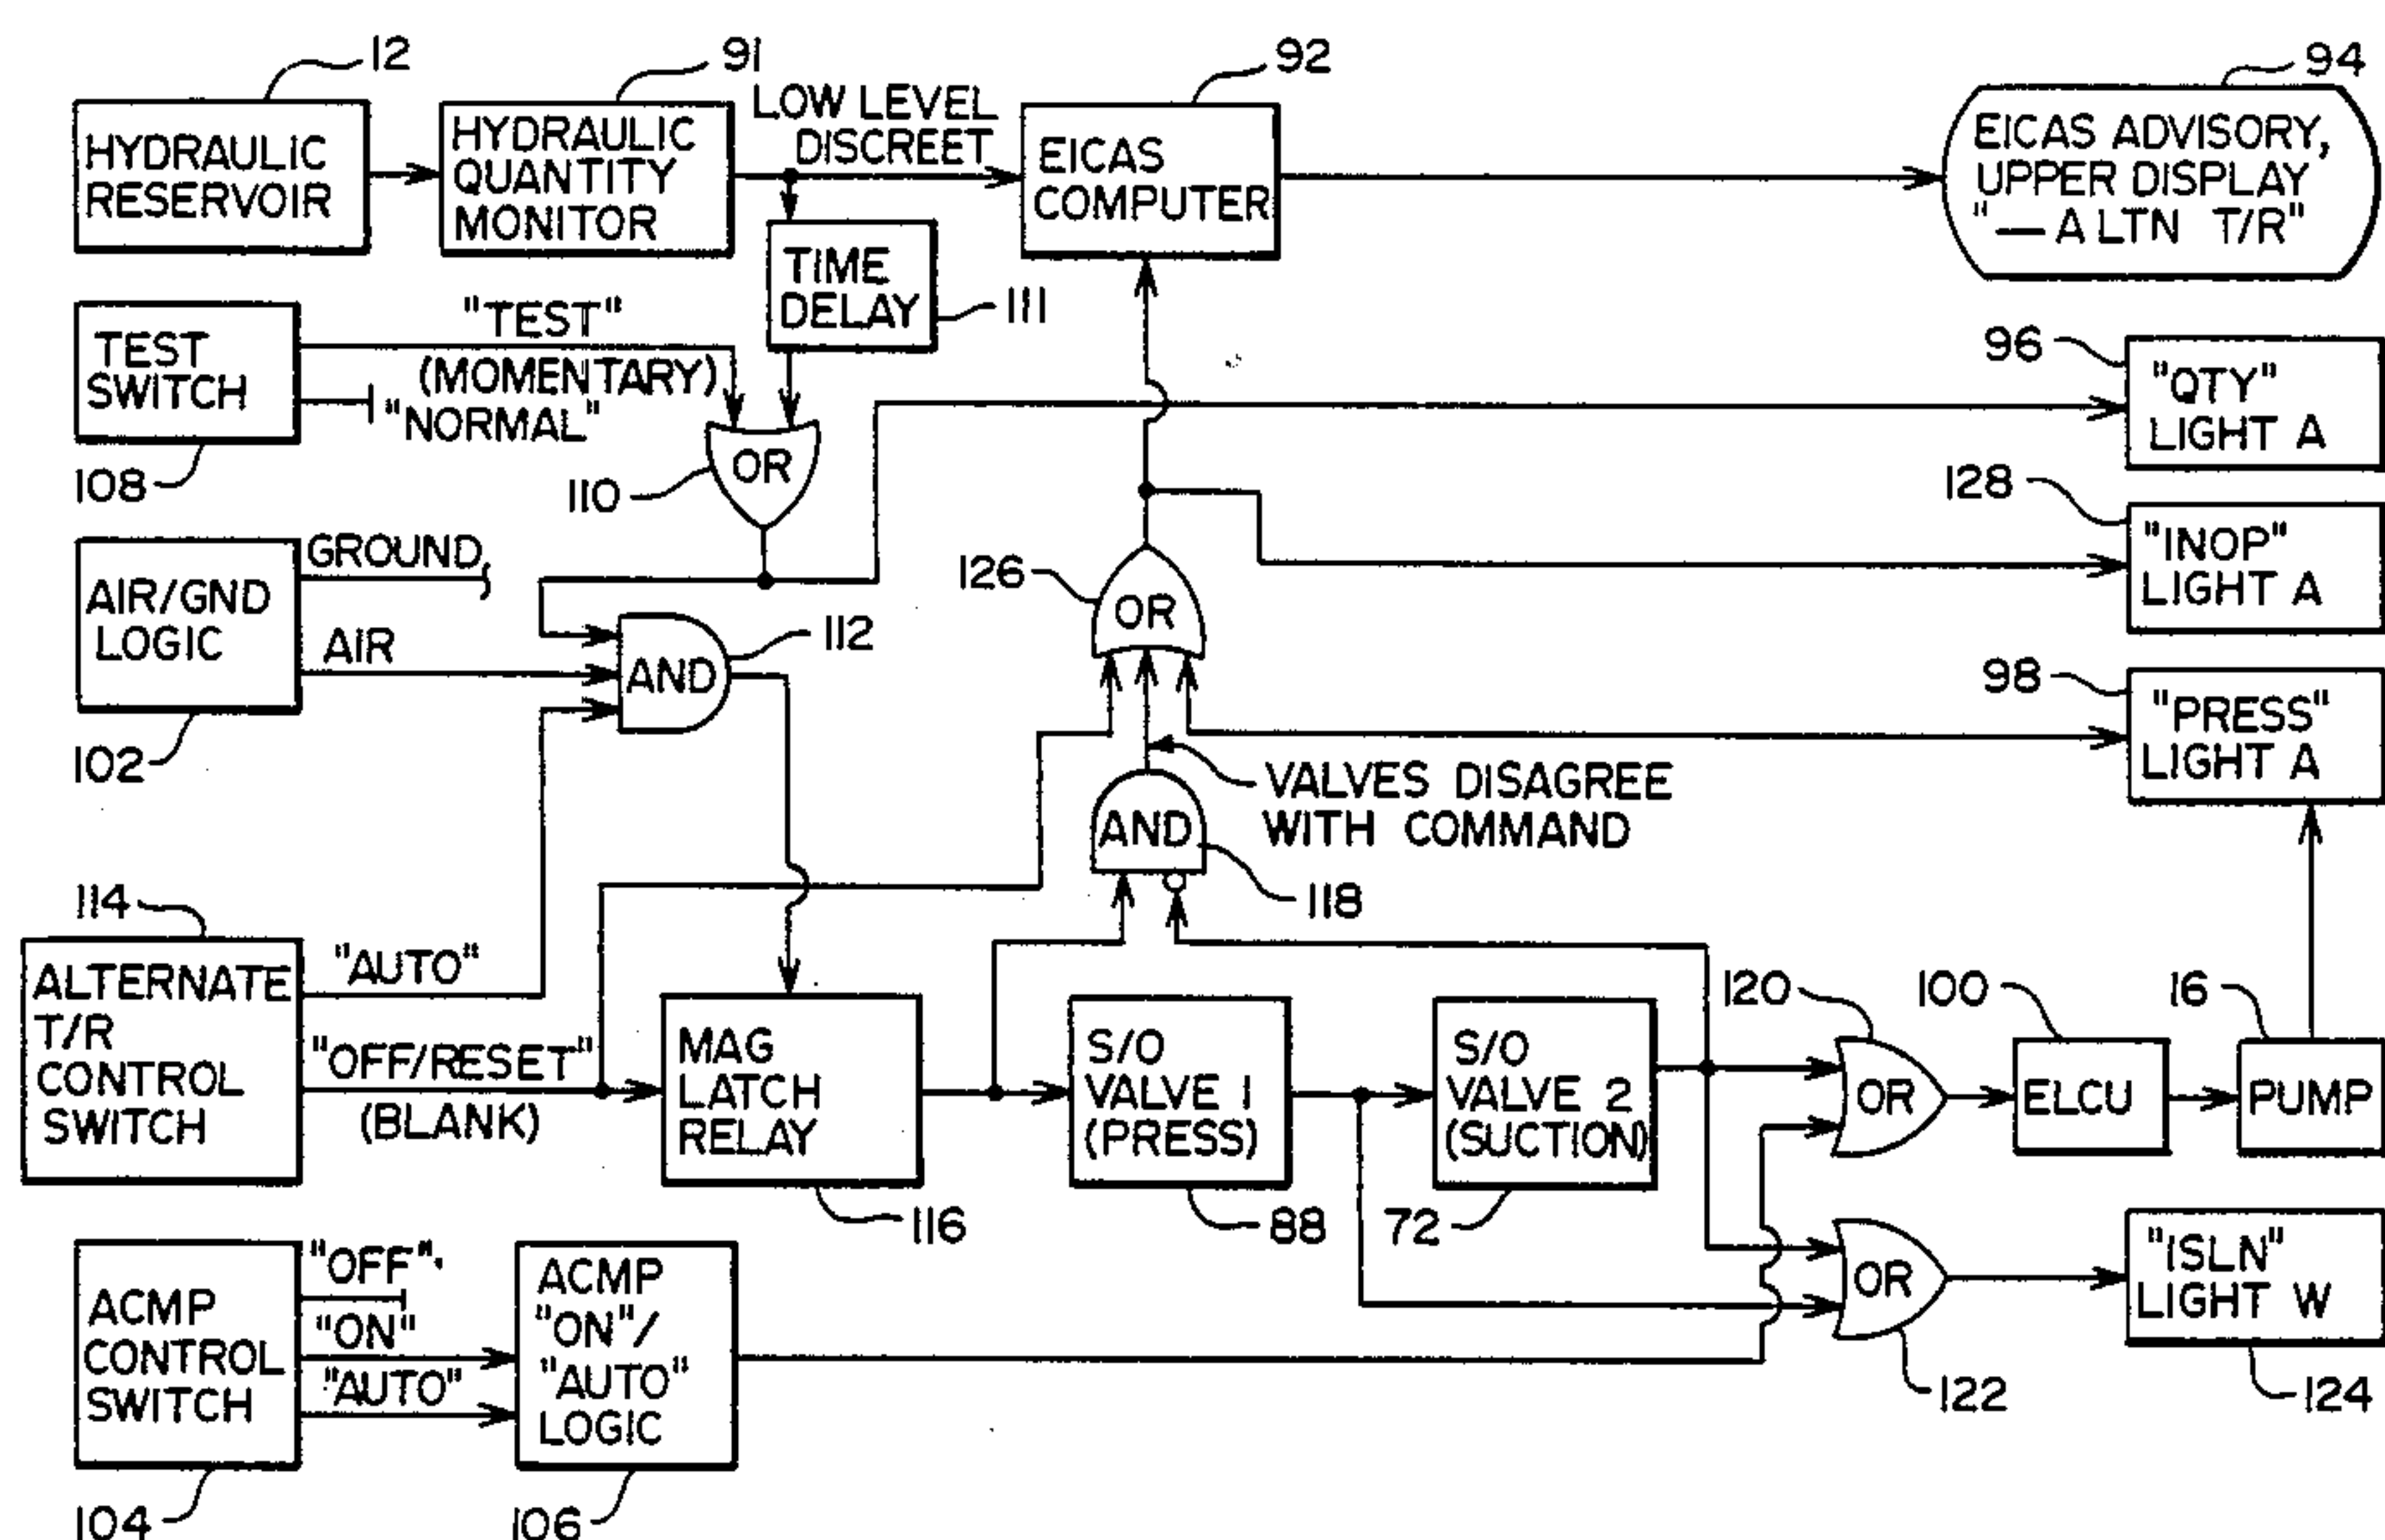 12
91
92
94
HYDRAULIC
RESERVOIR
HYDRAULIC
QUANTITY
MONITOR
LOW LEVEL
DISCREET
EICAS
COMPUTER
EICAS ADVISORY,
UPPER DISPLAY
"—ALTN T/R"
TIME
DELAY
111
TEST
SWITCH
"TEST"
(MOMENTARY)
"NORMAL"
108
OR
110
96
"QTY"
LIGHT A
128
"INOP"
LIGHT A
AIR/GND
LOGIC
GROUND
AIR
102
AND
112
126
OR
98
"PRESS"
LIGHT A
VALVES DISAGREE
WITH COMMAND
AND
118
114
ALTERNATE
T/R
CONTROL
SWITCH
"AUTO"
"OFF/RESET"
(BLANK)
MAG
LATCH
RELAY
116
S/O
VALVE 1
(PRESS)
88
S/O
VALVE 2
(SUCTION)
72
120
OR
100
ELCU
16
PUMP
ACMP
CONTROL
SWITCH
"OFF"
"ON"
"AUTO"
104
ACMP
"ON"/
"AUTO"
LOGIC
106
OR
122
"ISLN"
LIGHT W
124